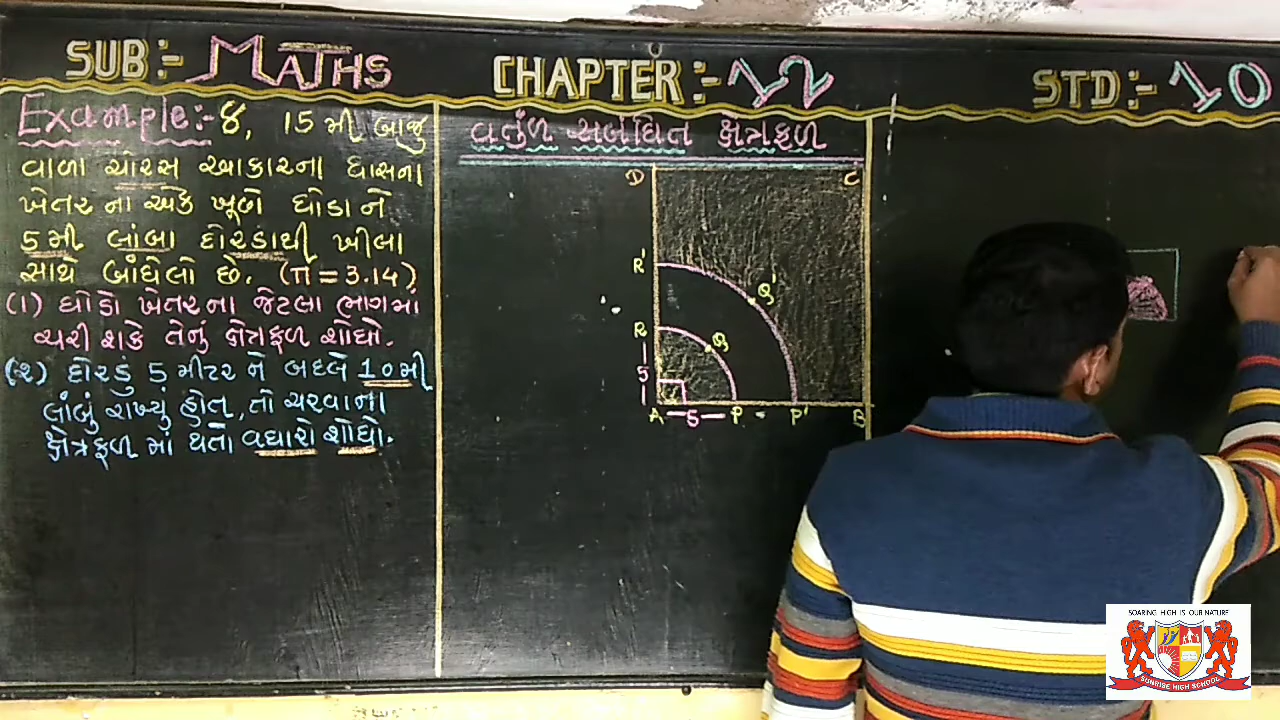 SUB:- MATHS
CHAPTER:- 12
STD:- 10
Example:- 8, 15 મી બાજુ
વાળા ચોરસ આકારના ઘાસના
ખેતર ના એક ખૂણે ઘોડા ને
5 મી લાંબા દોરડાથી ખીલા
સાથે બાંધેલો છે. (π = 3.14)
(૧) ઘોડો ખેતરના જેટલા ભાગમાં
ચરી શકે તેનું ક્ષેત્રફળ શોધો.
(૨) દોરડું 5 મીટર ને બદલે 10 મી
લાંબું રાખ્યું હોત, તો ચરવાના
ક્ષેત્રફળ માં થતો વધારો શોધો.
વર્તુળ સંબંધિત ક્ષેત્રફળ
D C
R' Q'
R Q
5
A 5 P P' B
SOARING HIGH IS OUR NATURE
SUNRISE HIGH SCHOOL